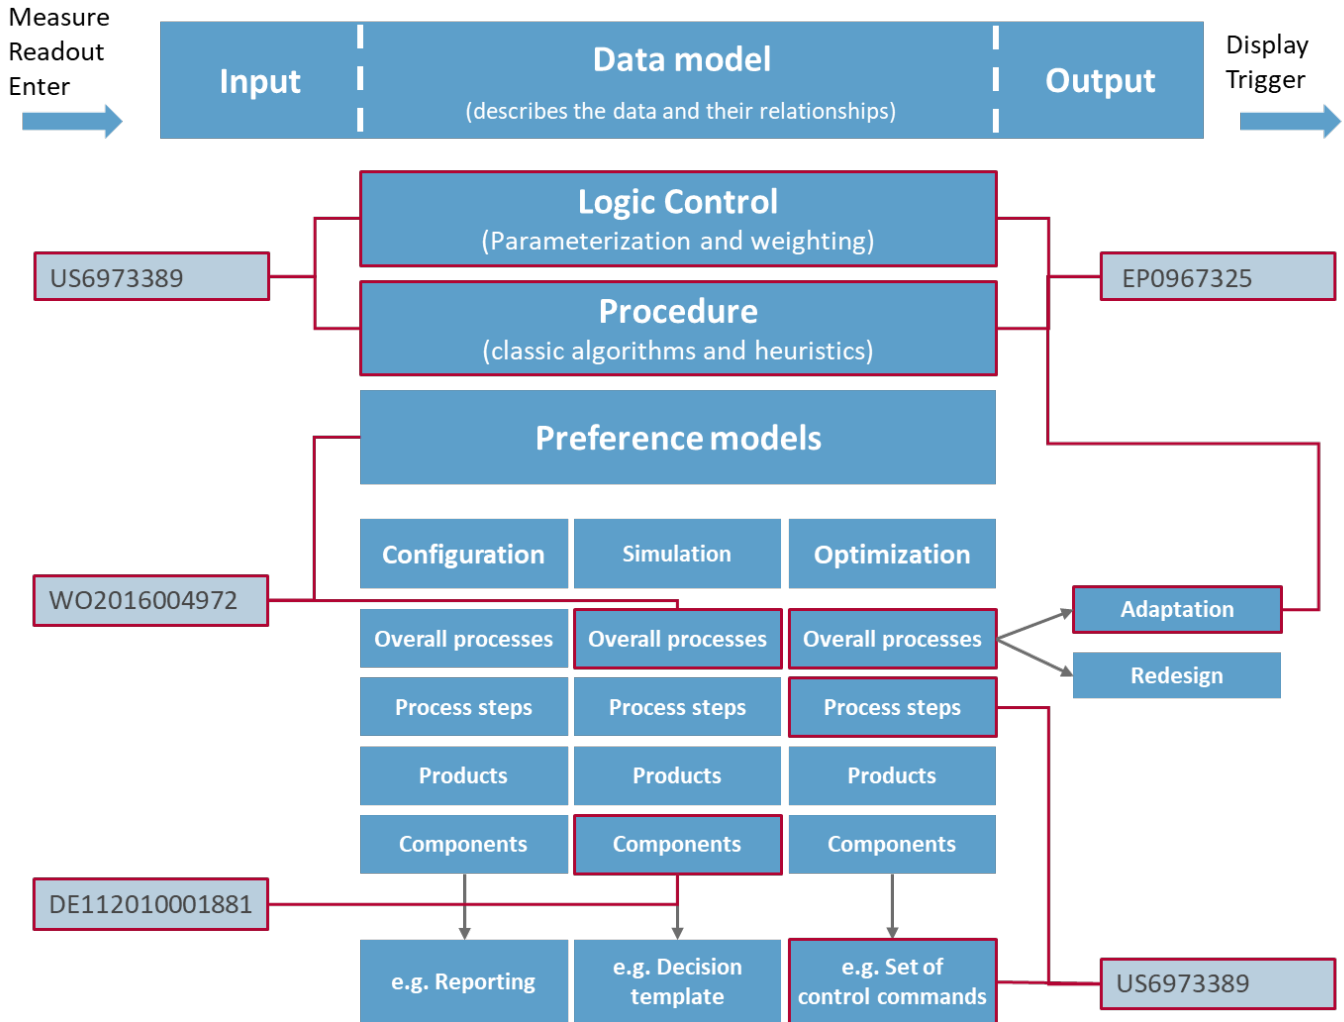 Measure
Readout
Enter
Input
Data model
(describes the data and their relationships)
Output
Display
Trigger
Logic Control
(Parameterization and weighting)
US6973389
EP0967325
Procedure
(classic algorithms and heuristics)
Preference models
Configuration
Simulation
Optimization
WO2016004972
Adaptation
Overall processes
Overall processes
Overall processes
Redesign
Process steps
Process steps
Process steps
Products
Products
Products
Components
Components
Components
DE112010001881
e.g. Reporting
e.g. Decision
template
e.g. Set of
control commands
US6973389